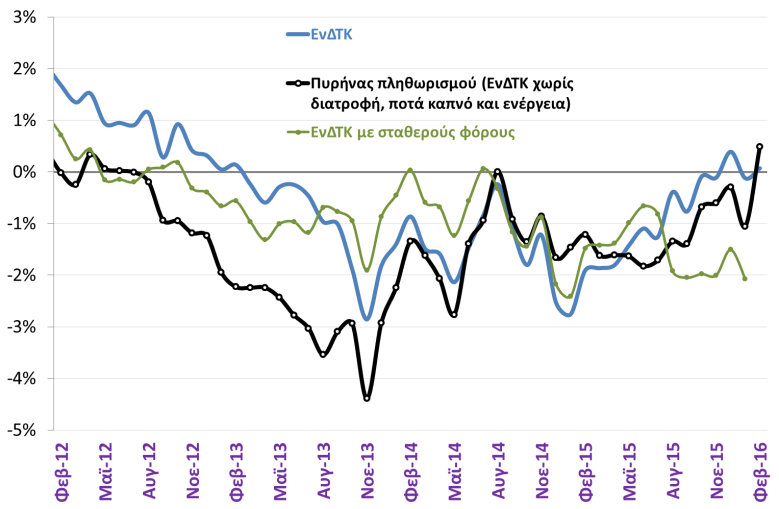 3%
2%
1%
0%
-1%
-2%
-3%
-4%
-5%
ΕνΔΤΚ
Πυρήνας πληθωρισμού (ΕνΔΤΚ χωρίς
διατροφή, ποτά καπνό και ενέργεια)
ΕνΔΤΚ με σταθερούς φόρους
Φεβ-12
Μαϊ-12
Αυγ-12
Νοε-12
Φεβ-13
Μαϊ-13
Αυγ-13
Νοε-13
Φεβ-14
Μαϊ-14
Αυγ-14
Νοε-14
Φεβ-15
Μαϊ-15
Αυγ-15
Νοε-15
Φεβ-16